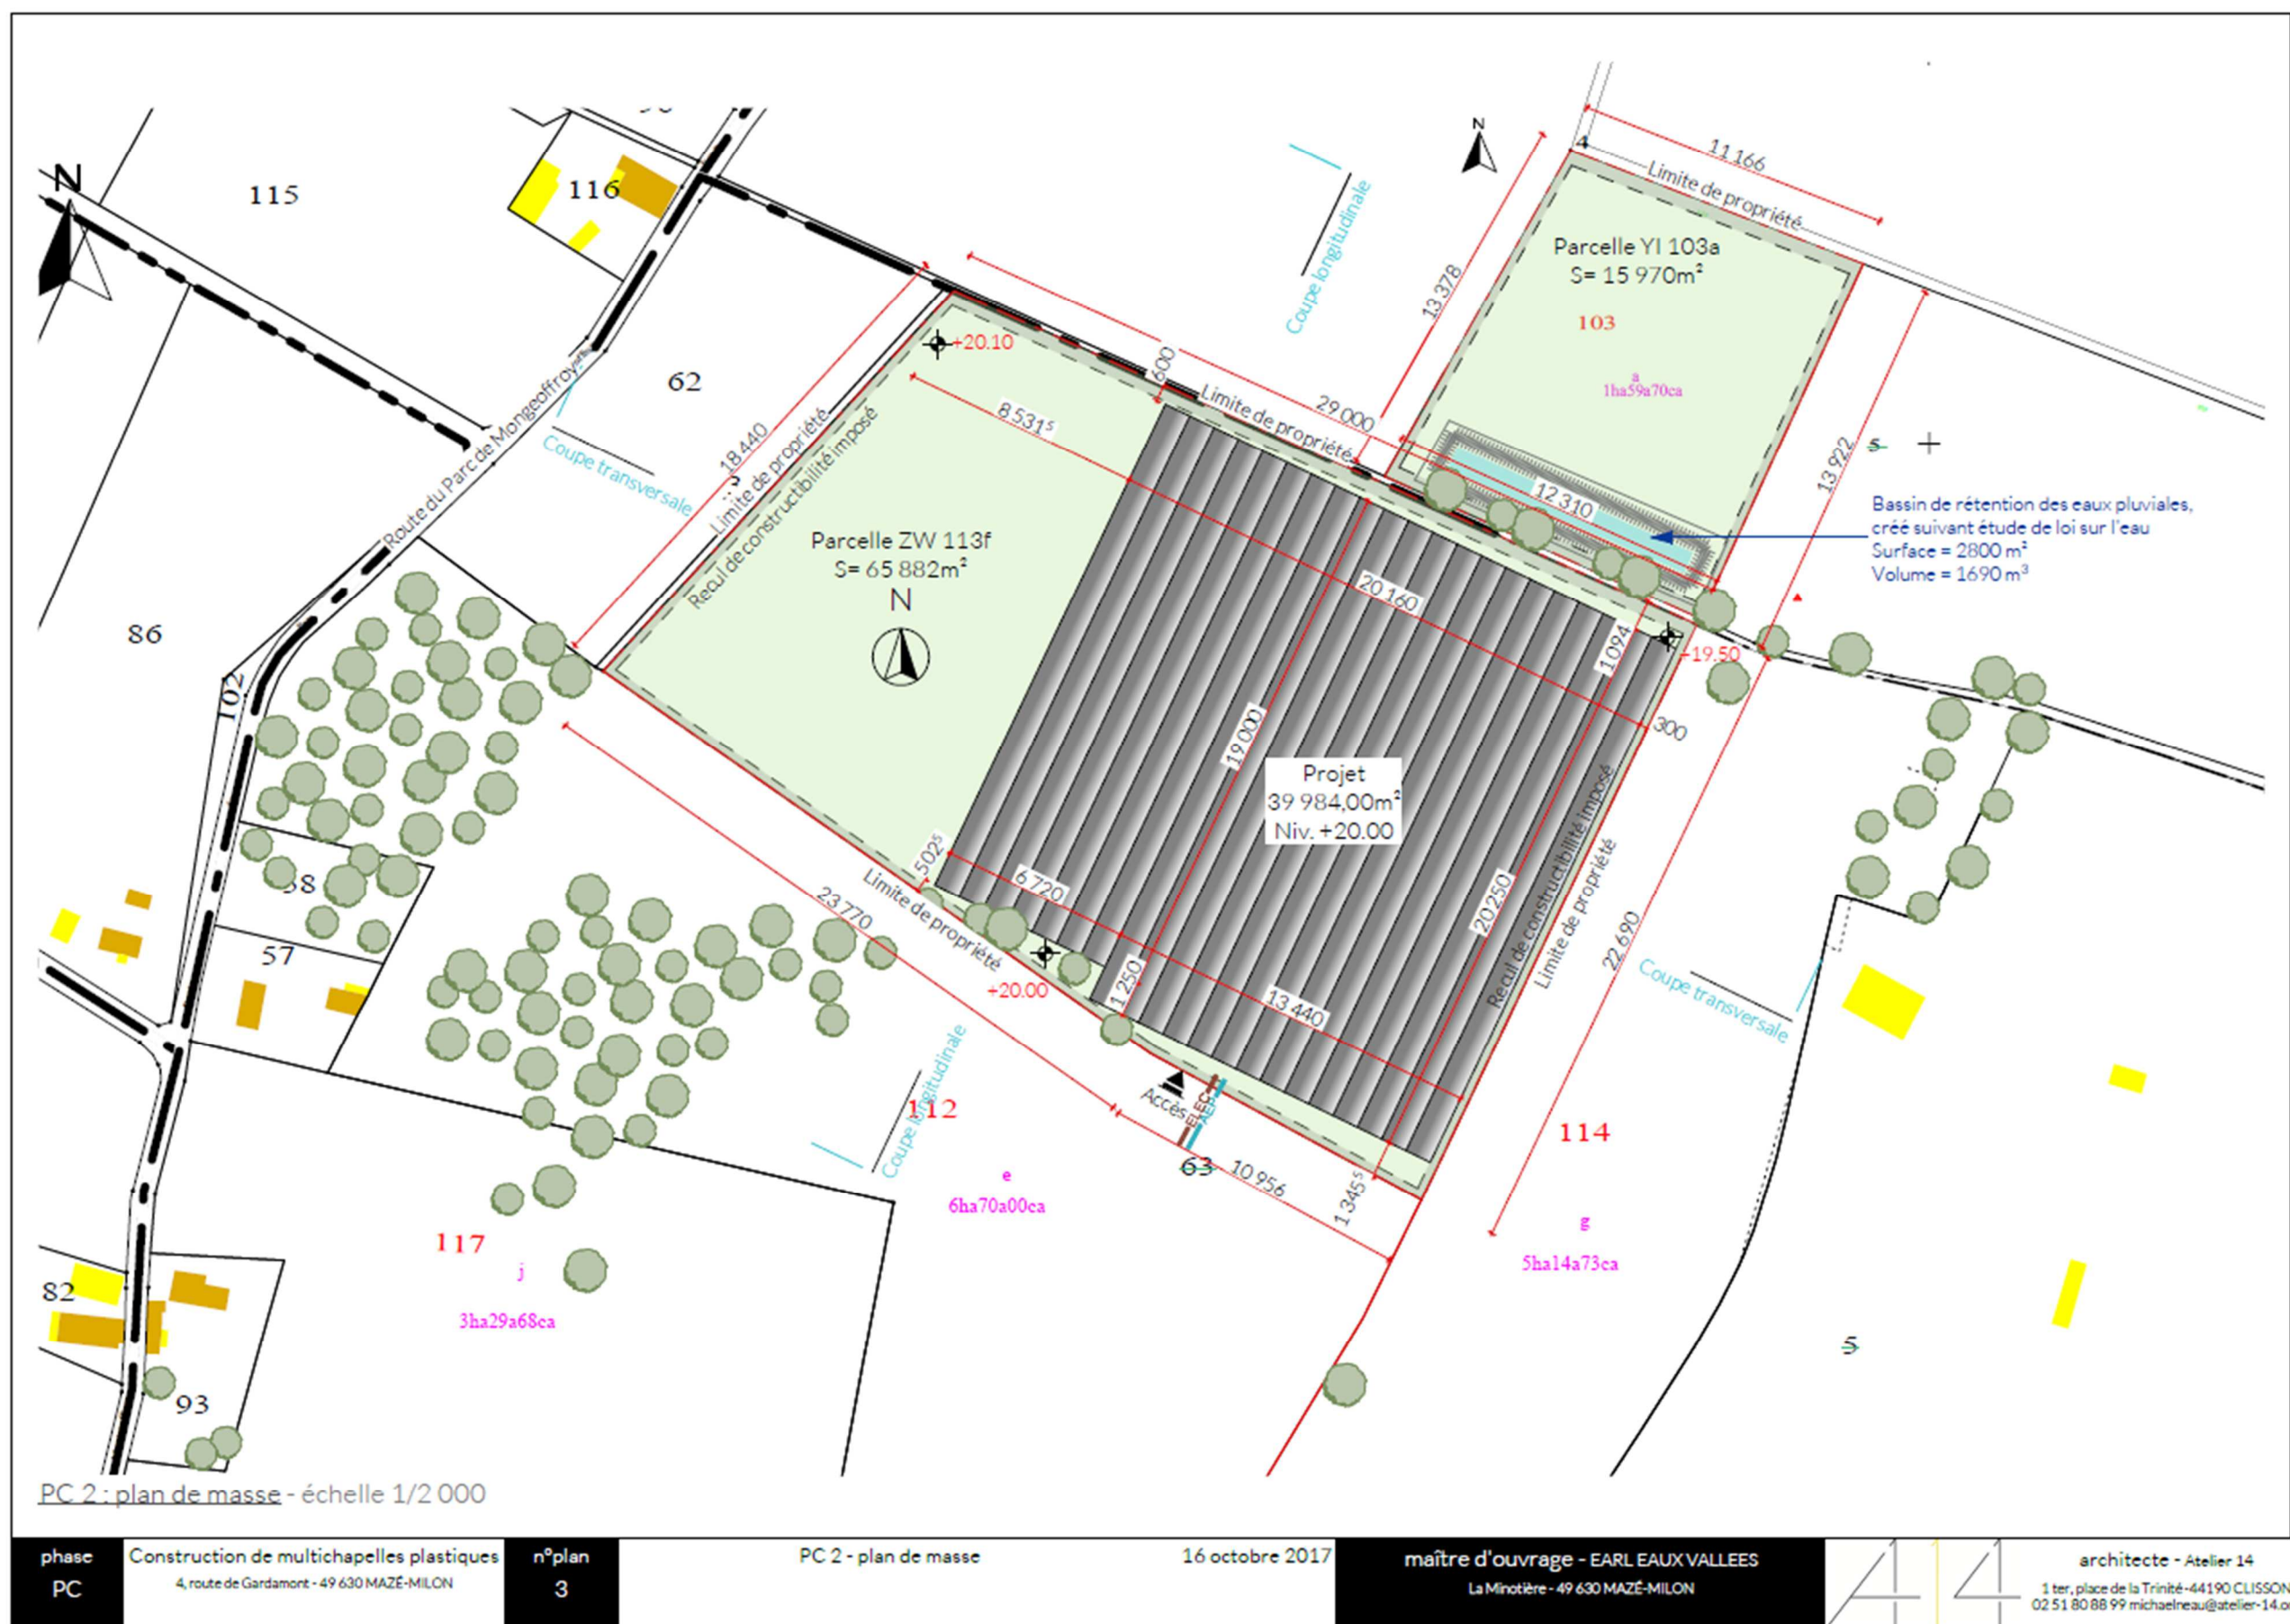 N
115
116
62
86
102
58
57
82
93
Route du Parc de Mongeoffroy
Coupe transversale
18 440
Limite de propriété
Recul de constructibilité imposé
+20.10
8 531⁵
600
Limite de propriété
29 000
Coupe longitudinale
N
13 378
4
11 166
Limite de propriété
Parcelle YI 103a
S= 15 970m²
103
a
1ha59a70ca
12 310
13 922
5
Bassin de rétention des eaux pluviales,
créé suivant étude de loi sur l'eau
Surface = 2800 m²
Volume = 1690 m³
Parcelle ZW 113f
S= 65 882m²
N
20 160
1094
+19.50
300
19 000
Projet
39 984,00m²
Niv. +20.00
502⁵
6 720
23 770
Limite de propriété
+20.00
1 250
13 440
20 250
Recul de constructibilité imposé
Limite de propriété
22 690
Coupe transversale
Accès
ELEC
AEP
63
10 956
1 345⁵
Coupe longitudinale
112
e
6ha70a00ca
114
g
5ha14a73ca
117
j
3ha29a68ca
5
PC 2 : plan de masse - échelle 1/2 000
phase
PC
Construction de multichapelles plastiques
4, route de Gardamont - 49 630 MAZÉ-MILON
n°plan
3
PC 2 - plan de masse
16 octobre 2017
maître d'ouvrage - EARL EAUX VALLEES
La Minotière - 49 630 MAZÉ-MILON
architecte - Atelier 14
1 ter, place de la Trinité-44190 CLISSON
02 51 80 88 99 michaelneau@atelier-14.o